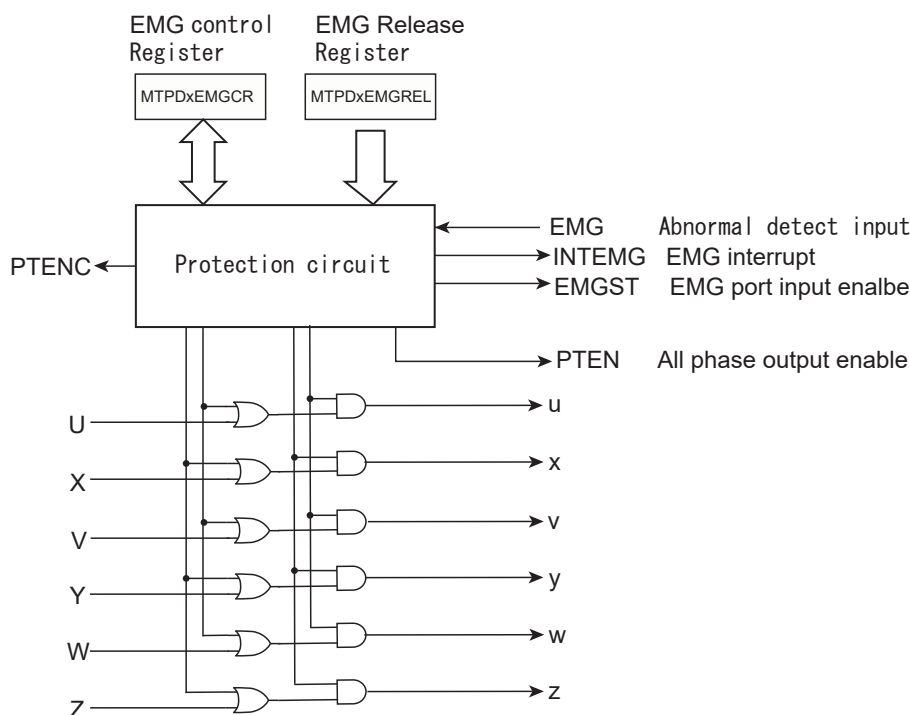 EMG control
Register
EMG Release
Register
MTPDxEMGCR
MTPDxEMGREL
Protection circuit
PTENC
EMG Abnormal detect input
INTEMG EMG interrupt
EMGST EMG port input enalbe
PTEN All phase output enable
U
u
X
x
V
v
Y
y
W
w
Z
z